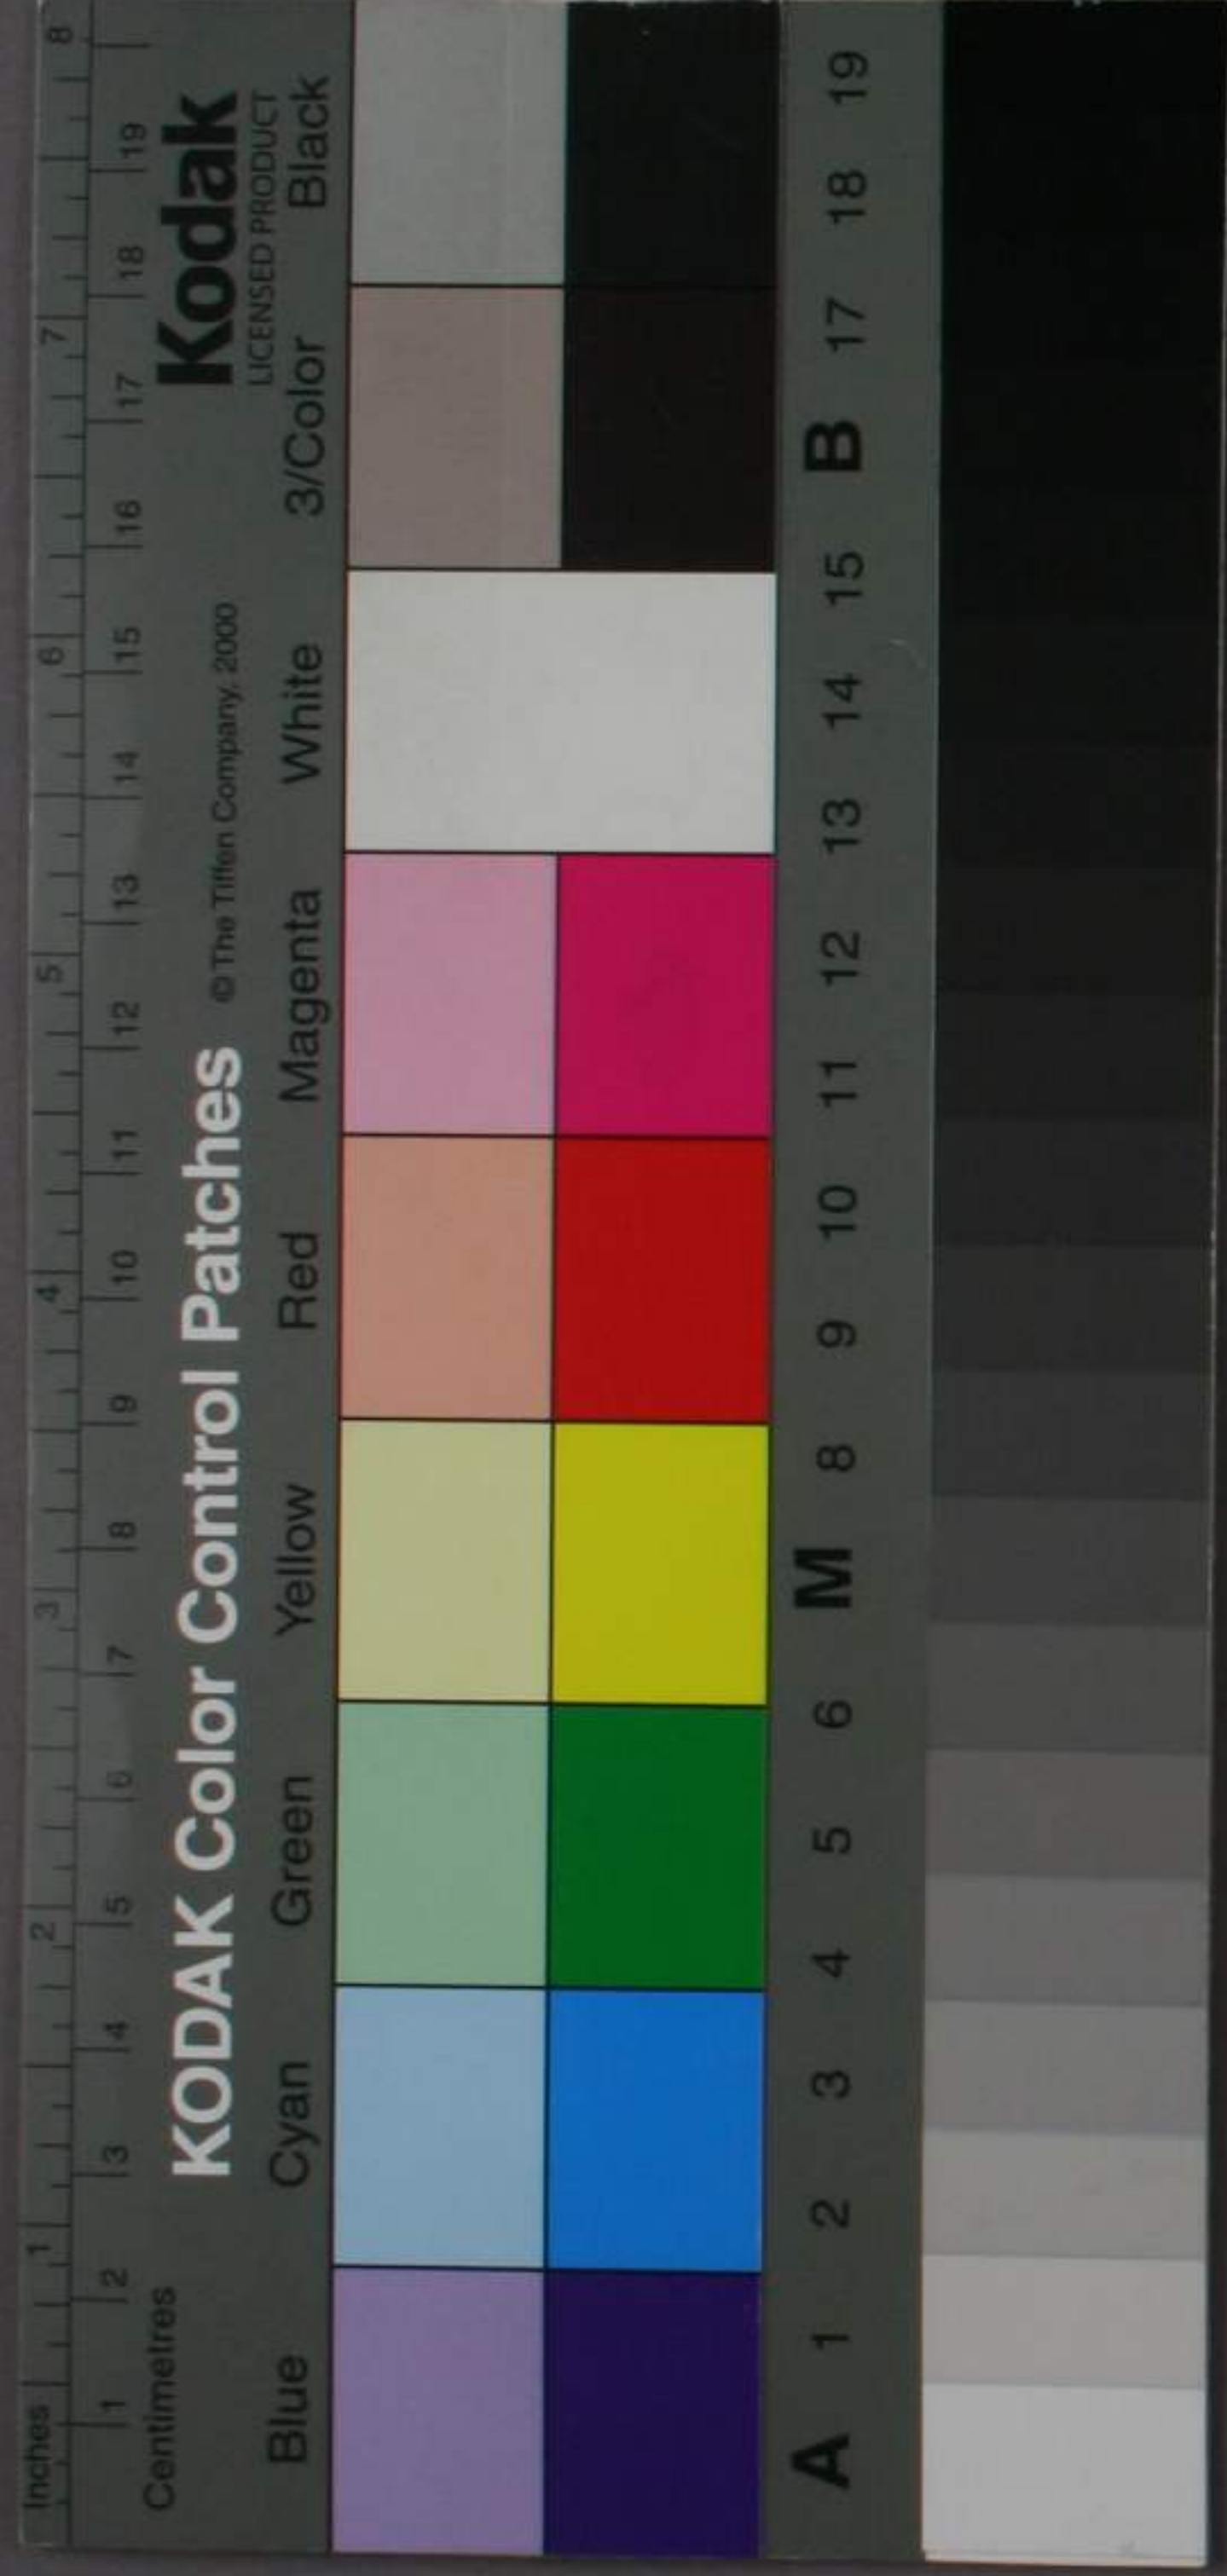 Inches 1 2 3 4 5 6 7 8
Centimetres 1 2 3 4 5 6 7 8 9 10 11 12 13 14 15 16 17 18 19
KODAK Color Control Patches © The Tiffen Company, 2000 Kodak
LICENSED PRODUCT
Blue Cyan Green Yellow Red Magenta White 3/Color Black
A 1 2 3 4 5 6 M 8 9 10 11 12 13 14 15 B 17 18 19